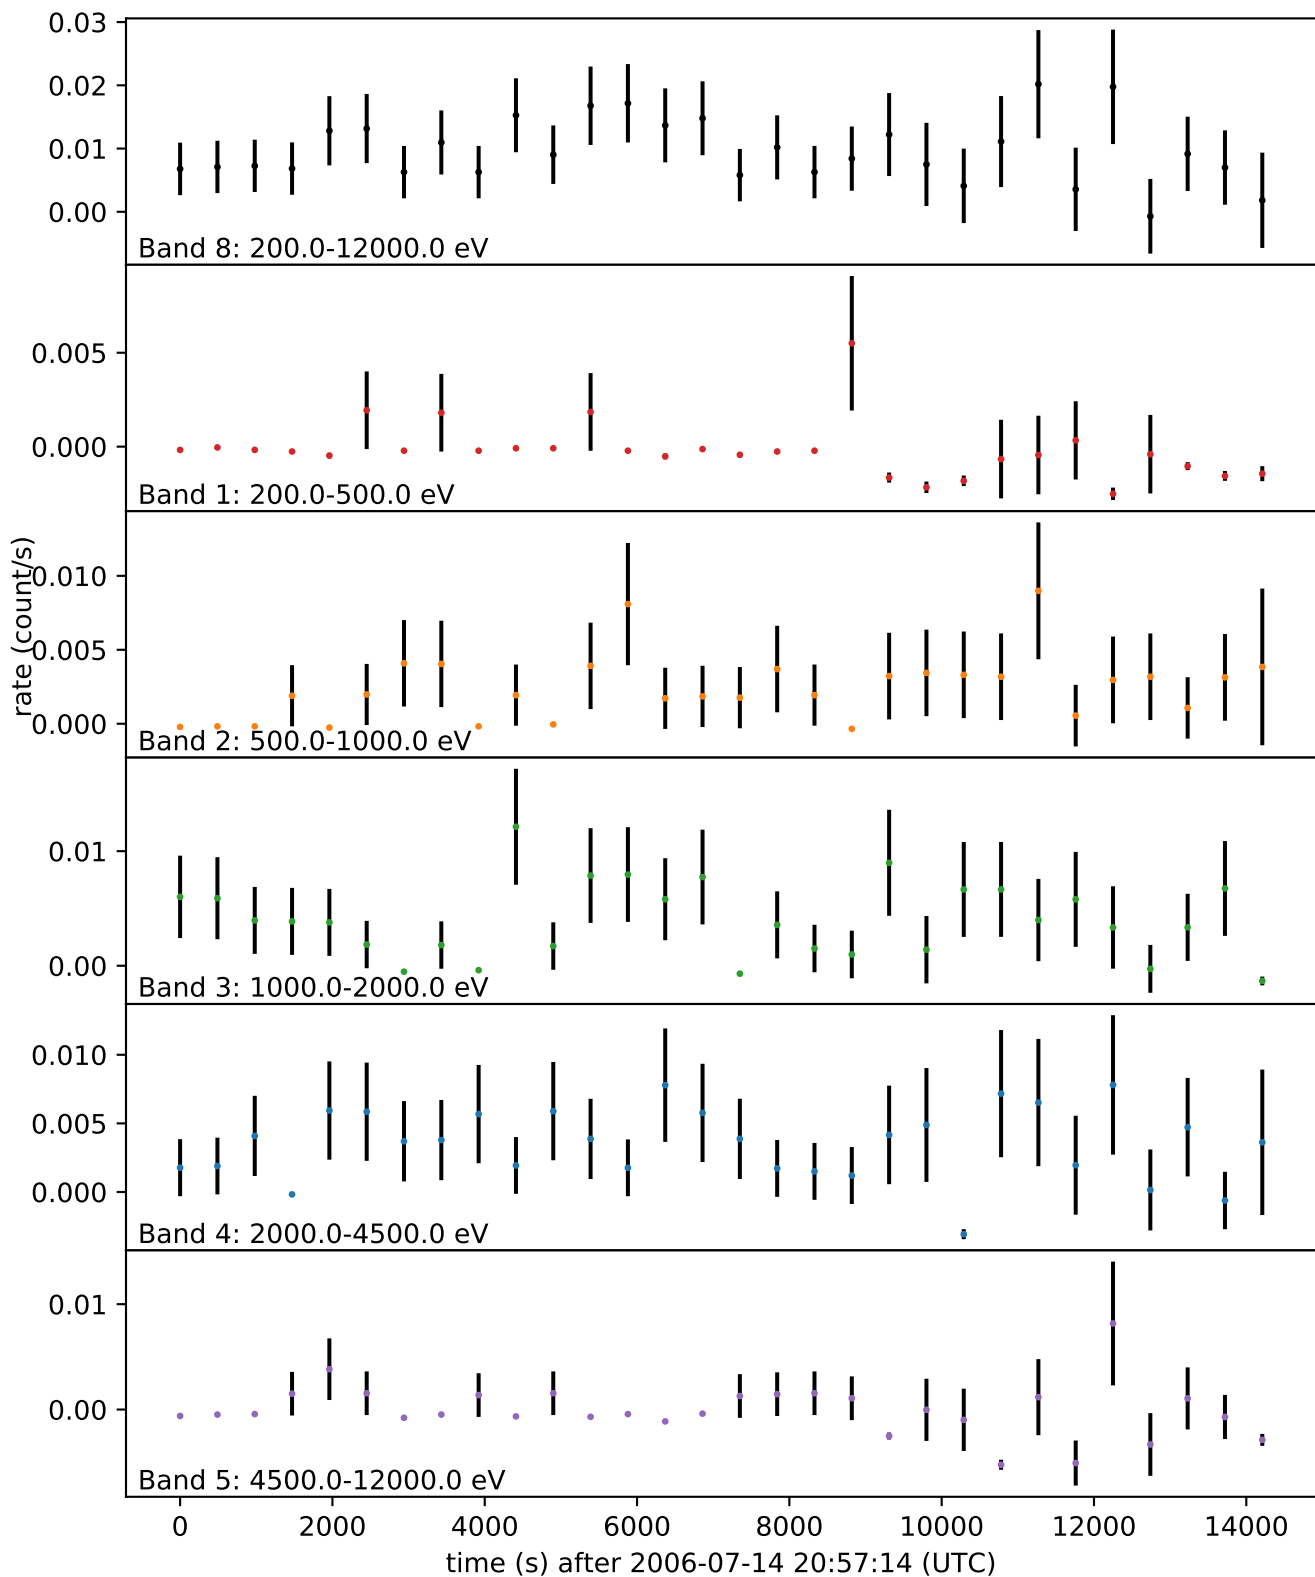 0.03
0.02
0.01
0.00
Band 8: 200.0-12000.0 eV
0.005
0.000
Band 1: 200.0-500.0 eV
rate (count/s)
0.010
0.005
0.000
Band 2: 500.0-1000.0 eV
0.01
0.00
Band 3: 1000.0-2000.0 eV
0.010
0.005
0.000
Band 4: 2000.0-4500.0 eV
0.01
0.00
Band 5: 4500.0-12000.0 eV
0 2000 4000 6000 8000 10000 12000 14000
time (s) after 2006-07-14 20:57:14 (UTC)